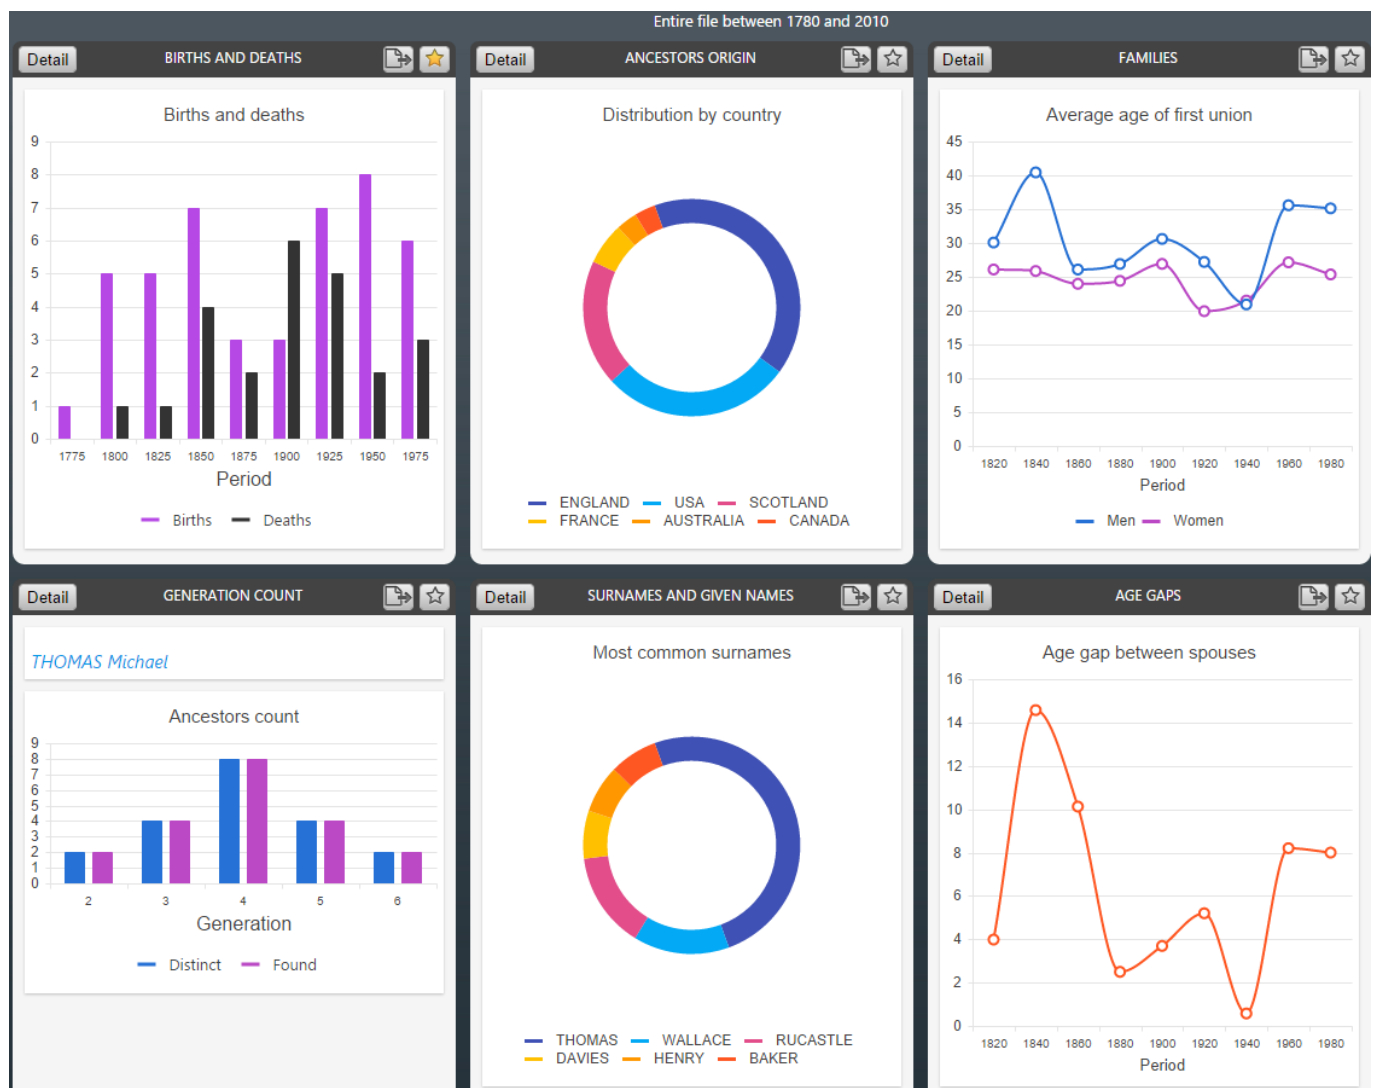 Entire file between 1780 and 2010
Detail BIRTHS AND DEATHS
Births and deaths
9
8
7
6
5
4
3
2
1
0
1775 1800 1825 1850 1875 1900 1925 1950 1975
Period
Births Deaths
Detail ANCESTORS ORIGIN
Distribution by country
ENGLAND USA SCOTLAND
FRANCE AUSTRALIA CANADA
Detail FAMILIES
Average age of first union
45
40
35
30
25
20
15
10
5
0
1820 1840 1860 1880 1900 1920 1940 1960 1980
Period
Men Women
Detail GENERATION COUNT
THOMAS Michael
Ancestors count
9
8
7
6
5
4
3
2
1
0
2 3 4 5 6
Generation
Distinct Found
Detail SURNAMES AND GIVEN NAMES
Most common surnames
THOMAS WALLACE RUCASTLE
DAVIES HENRY BAKER
Detail AGE GAPS
Age gap between spouses
16
14
12
10
8
6
4
2
0
1820 1840 1860 1880 1900 1920 1940 1960 1980
Period